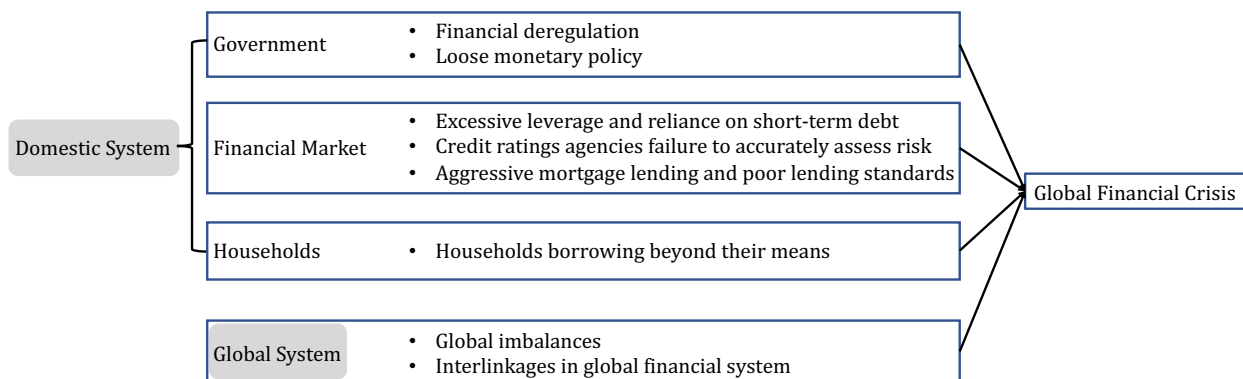 Government
• Financial deregulation
• Loose monetary policy
Domestic System
Financial Market
• Excessive leverage and reliance on short-term debt
• Credit ratings agencies failure to accurately assess risk
• Aggressive mortgage lending and poor lending standards
Global Financial Crisis
Households
• Households borrowing beyond their means
Global System
• Global imbalances
• Interlinkages in global financial system